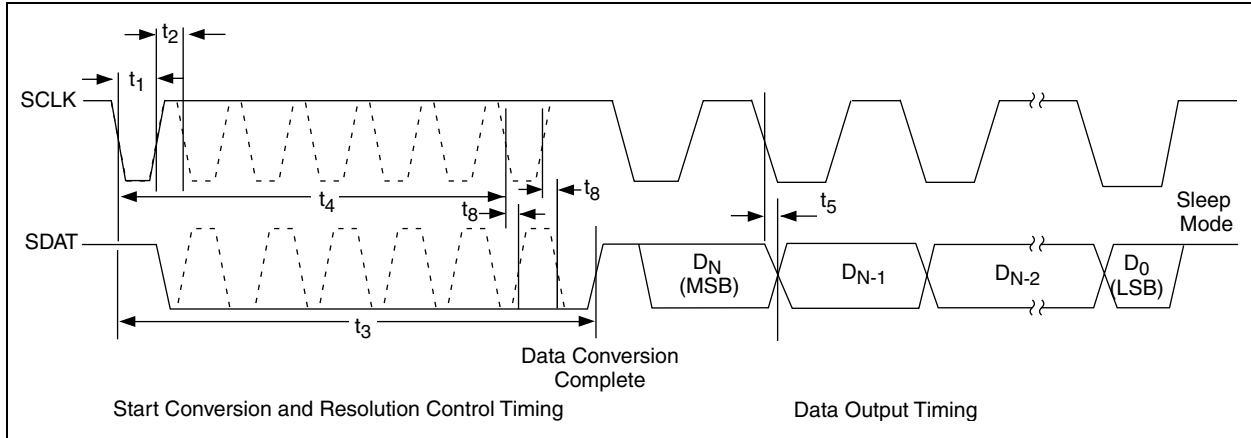 t2
t1
SCLK
t4
t8
t8
t5
Sleep
Mode
SDAT
DN
(MSB)
DN-1
DN-2
D0
(LSB)
t3
Data Conversion
Complete
Start Conversion and Resolution Control Timing
Data Output Timing